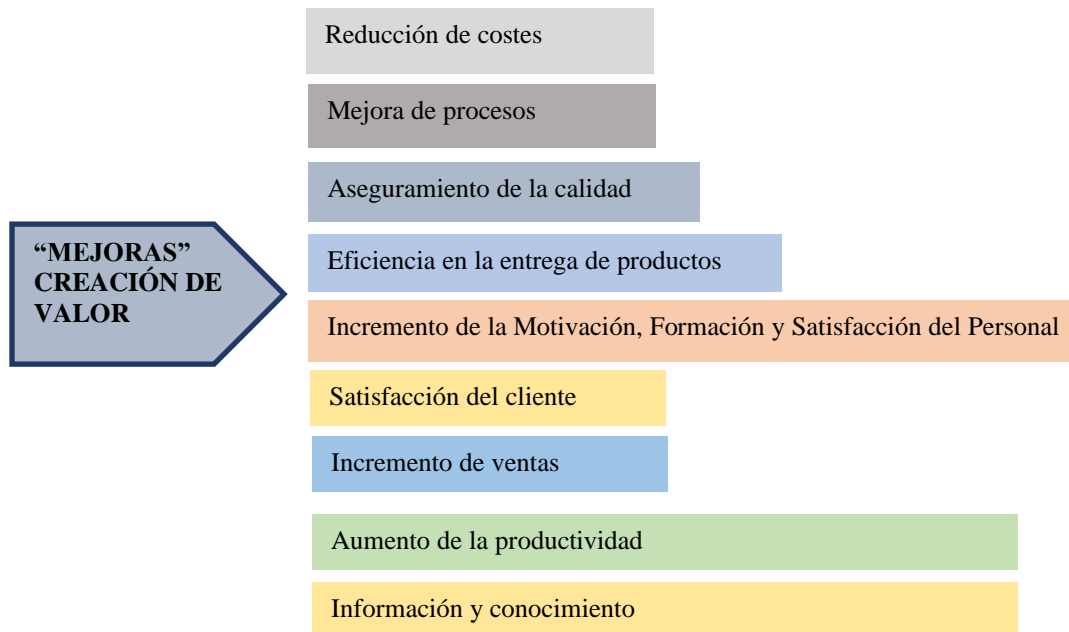 Reducción de costes
Mejora de procesos
Aseguramiento de la calidad
“MEJORAS”
CREACIÓN DE
VALOR
Eficiencia en la entrega de productos
Incremento de la Motivación, Formación y Satisfacción del Personal
Satisfacción del cliente
Incremento de ventas
Aumento de la productividad
Información y conocimiento